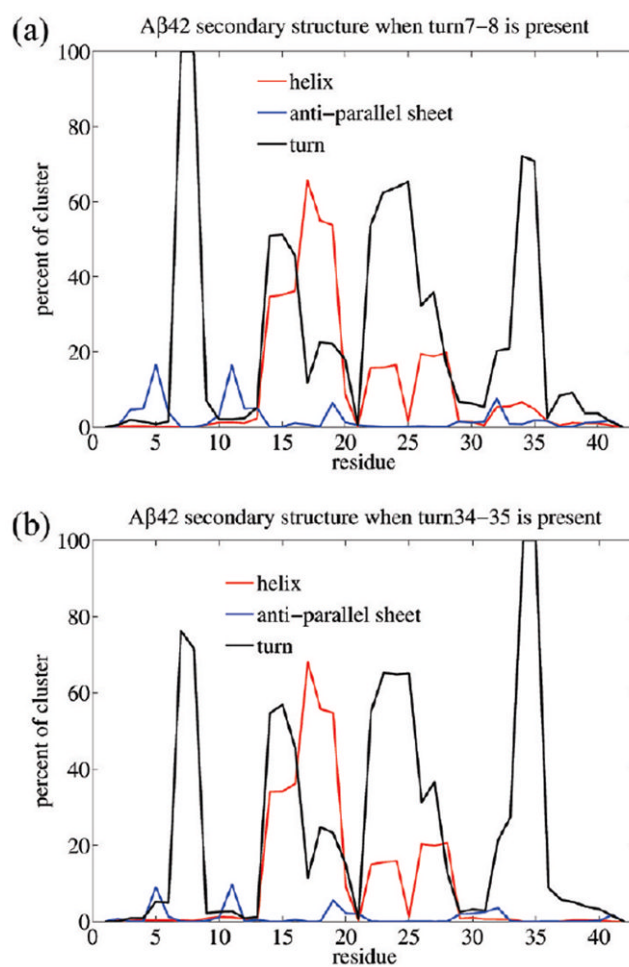 (a)
Aβ42 secondary structure when turn7−8 is present
100
80
60
40
20
0
helix
anti−parallel sheet
turn
percent of cluster
0 5 10 15 20 25 30 35 40
residue
(b)
Aβ42 secondary structure when turn34−35 is present
100
80
60
40
20
0
helix
anti−parallel sheet
turn
percent of cluster
0 5 10 15 20 25 30 35 40
residue